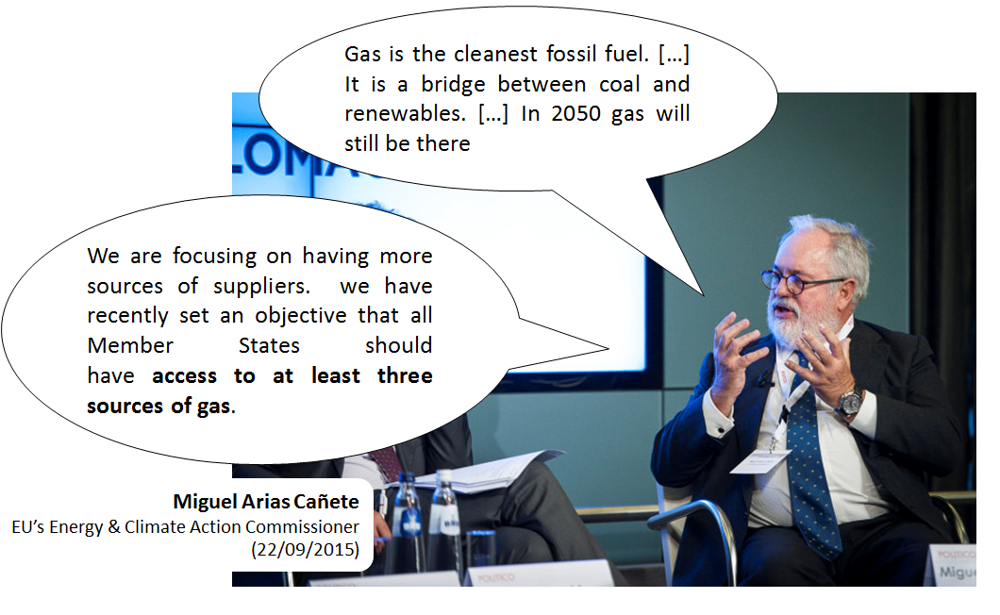 Gas is the cleanest fossil fuel. […]
It is a bridge between coal and
renewables. […] In 2050 gas will
still be there
We are focusing on having more
sources of suppliers. we have
recently set an objective that all
Member States should
have access to at least three
sources of gas.
Miguel Arias Cañete
EU's Energy & Climate Action Commissioner
(22/09/2015)
POLITICO
POLITICO
Migue